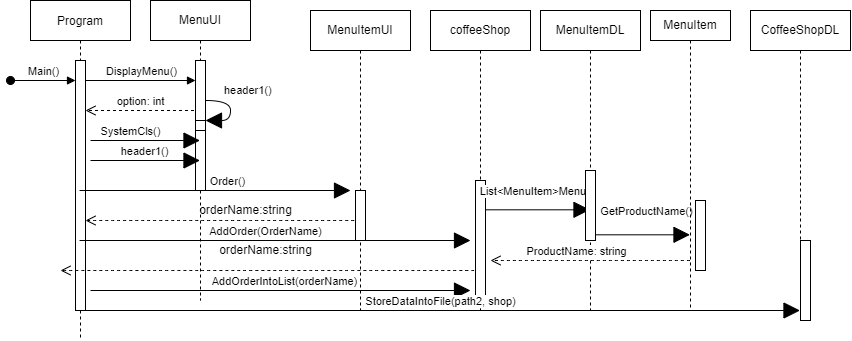 Program
MenuUI
MenuItemUI
coffeeShop
MenuItemDL
MenuItem
CoffeeShopDL
Main()
DisplayMenu()
header1()
option: int
SystemCls()
header1()
Order()
List<MenuItem>Menu
orderName:string
GetProductName()
AddOrder(OrderName)
orderName:string
ProductName: string
AddOrderIntoList(orderName)
StoreDataIntoFile(path2, shop)